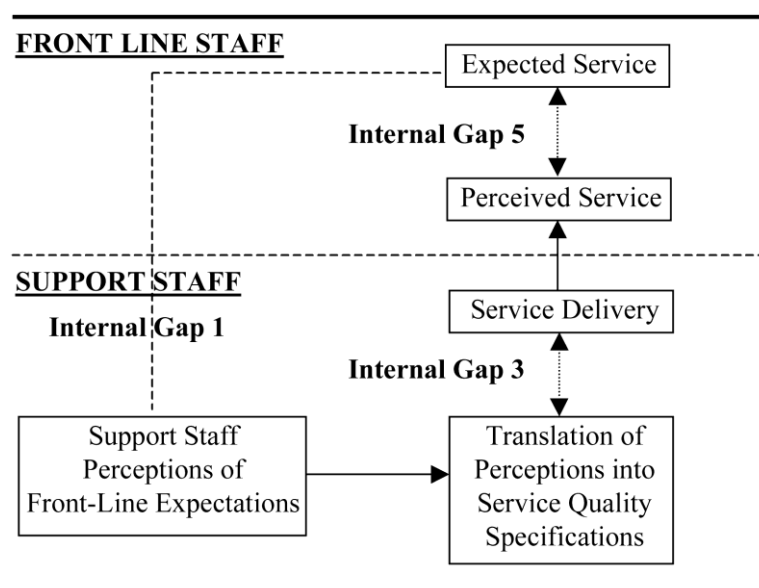 FRONT LINE STAFF
Expected Service
Internal Gap 5
Perceived Service
SUPPORT STAFF
Internal Gap 1
Service Delivery
Internal Gap 3
Support Staff
Perceptions of
Front-Line Expectations
Translation of
Perceptions into
Service Quality
Specifications